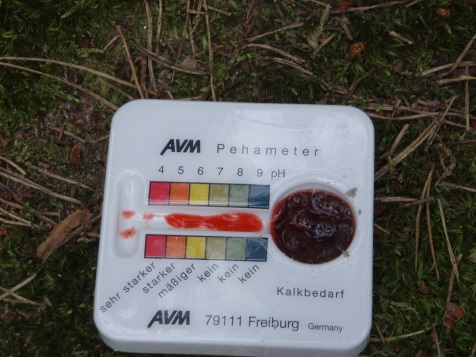 AVM Pehameter
4 5 6 7 8 9 pH
sehr starker starker mäßiger kein kein kein
Kalkbedarf
AVM 79111 Freiburg Germany